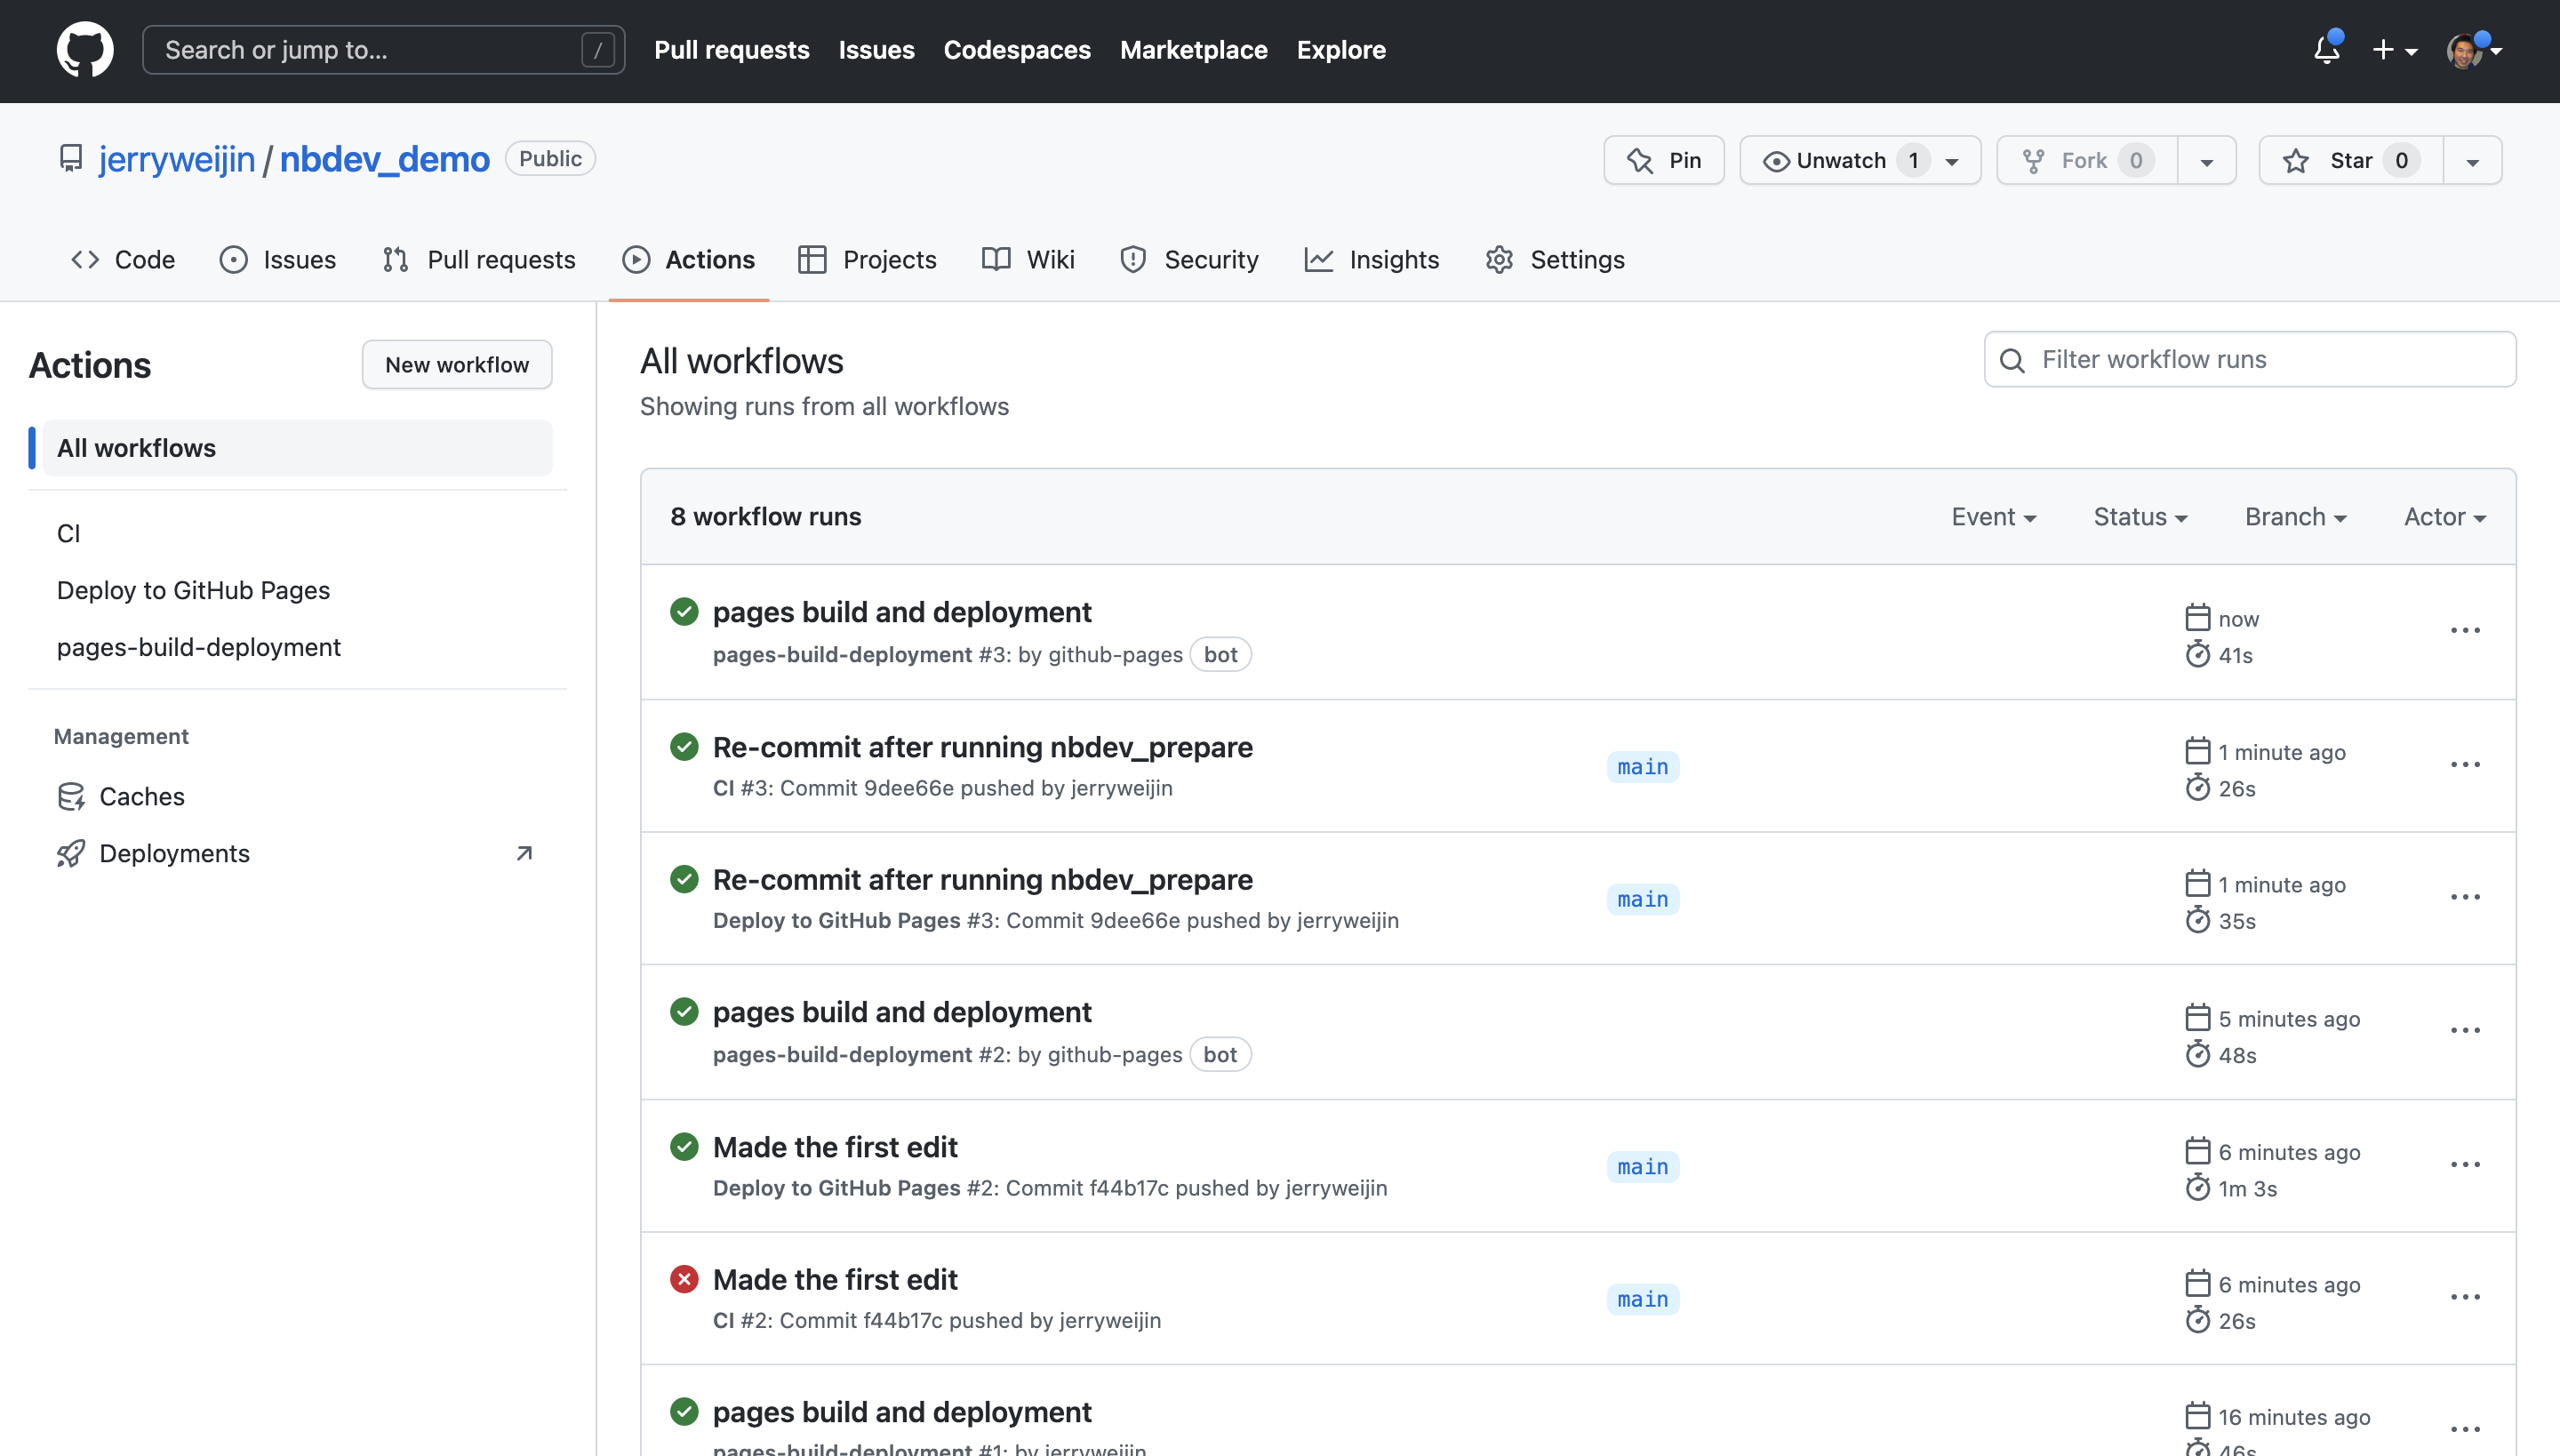 Search or jump to... /
Pull requests Issues Codespaces Marketplace Explore
jerryweijin / nbdev_demo Public
Pin Unwatch 1 Fork 0 Star 0
Code Issues Pull requests Actions Projects Wiki Security Insights Settings
Actions New workflow
All workflows
CI
Deploy to GitHub Pages
pages-build-deployment
Management
Caches
Deployments
All workflows
Showing runs from all workflows
Filter workflow runs
8 workflow runs Event Status Branch Actor
pages build and deployment now
pages-build-deployment #3: by github-pages bot 41s
Re-commit after running nbdev_prepare main 1 minute ago
CI #3: Commit 9dee66e pushed by jerryweijin 26s
Re-commit after running nbdev_prepare main 1 minute ago
Deploy to GitHub Pages #3: Commit 9dee66e pushed by jerryweijin 35s
pages build and deployment 5 minutes ago
pages-build-deployment #2: by github-pages bot 48s
Made the first edit main 6 minutes ago
Deploy to GitHub Pages #2: Commit f44b17c pushed by jerryweijin 1m 3s
Made the first edit main 6 minutes ago
CI #2: Commit f44b17c pushed by jerryweijin 26s
pages build and deployment 16 minutes ago
pages-build-deployment #1: by jerryweijin 46s